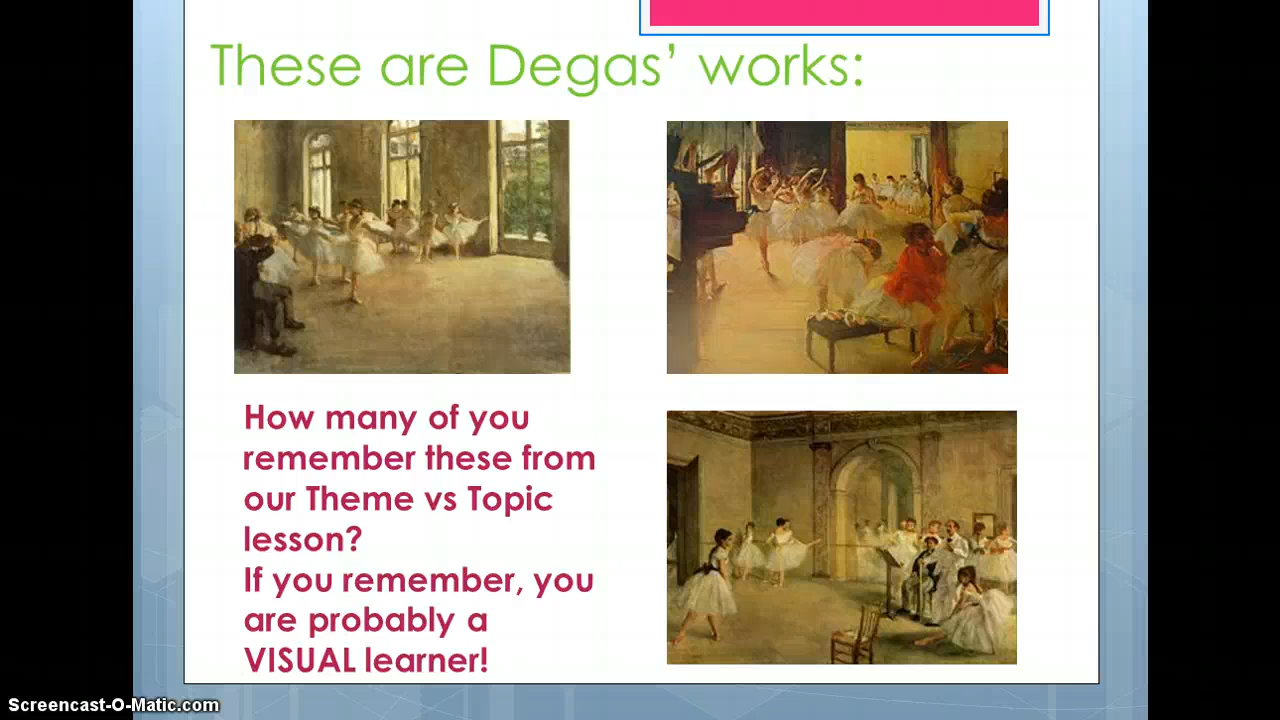 These are Degas’ works:
How many of you
remember these from
our Theme vs Topic
lesson?
If you remember, you
are probably a
VISUAL learner!
Screencast-O-Matic.com